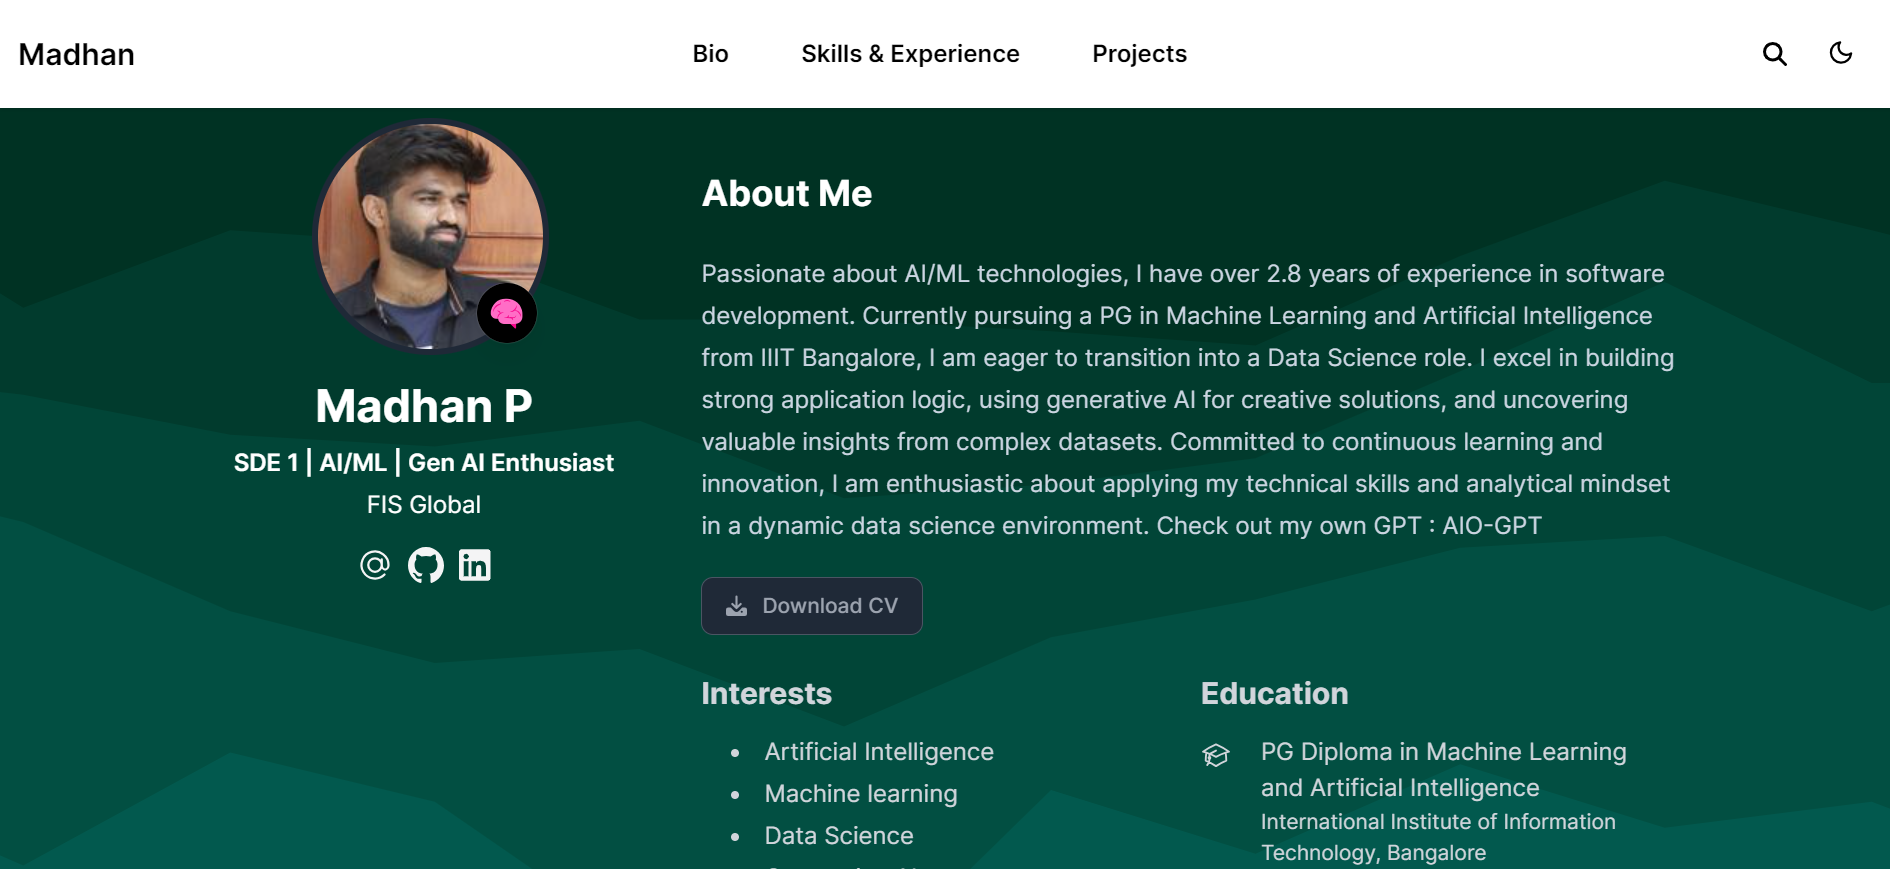 Madhan
Bio
Skills & Experience
Projects
Madhan P
SDE 1 | AI/ML | Gen AI Enthusiast
FIS Global
About Me
Passionate about AI/ML technologies, I have over 2.8 years of experience in software
development. Currently pursuing a PG in Machine Learning and Artificial Intelligence
from IIIT Bangalore, I am eager to transition into a Data Science role. I excel in building
strong application logic, using generative AI for creative solutions, and uncovering
valuable insights from complex datasets. Committed to continuous learning and
innovation, I am enthusiastic about applying my technical skills and analytical mindset
in a dynamic data science environment. Check out my own GPT : AIO-GPT
Download CV
Interests
Artificial Intelligence
Machine learning
Data Science
Education
PG Diploma in Machine Learning
and Artificial Intelligence
International Institute of Information
Technology, Bangalore